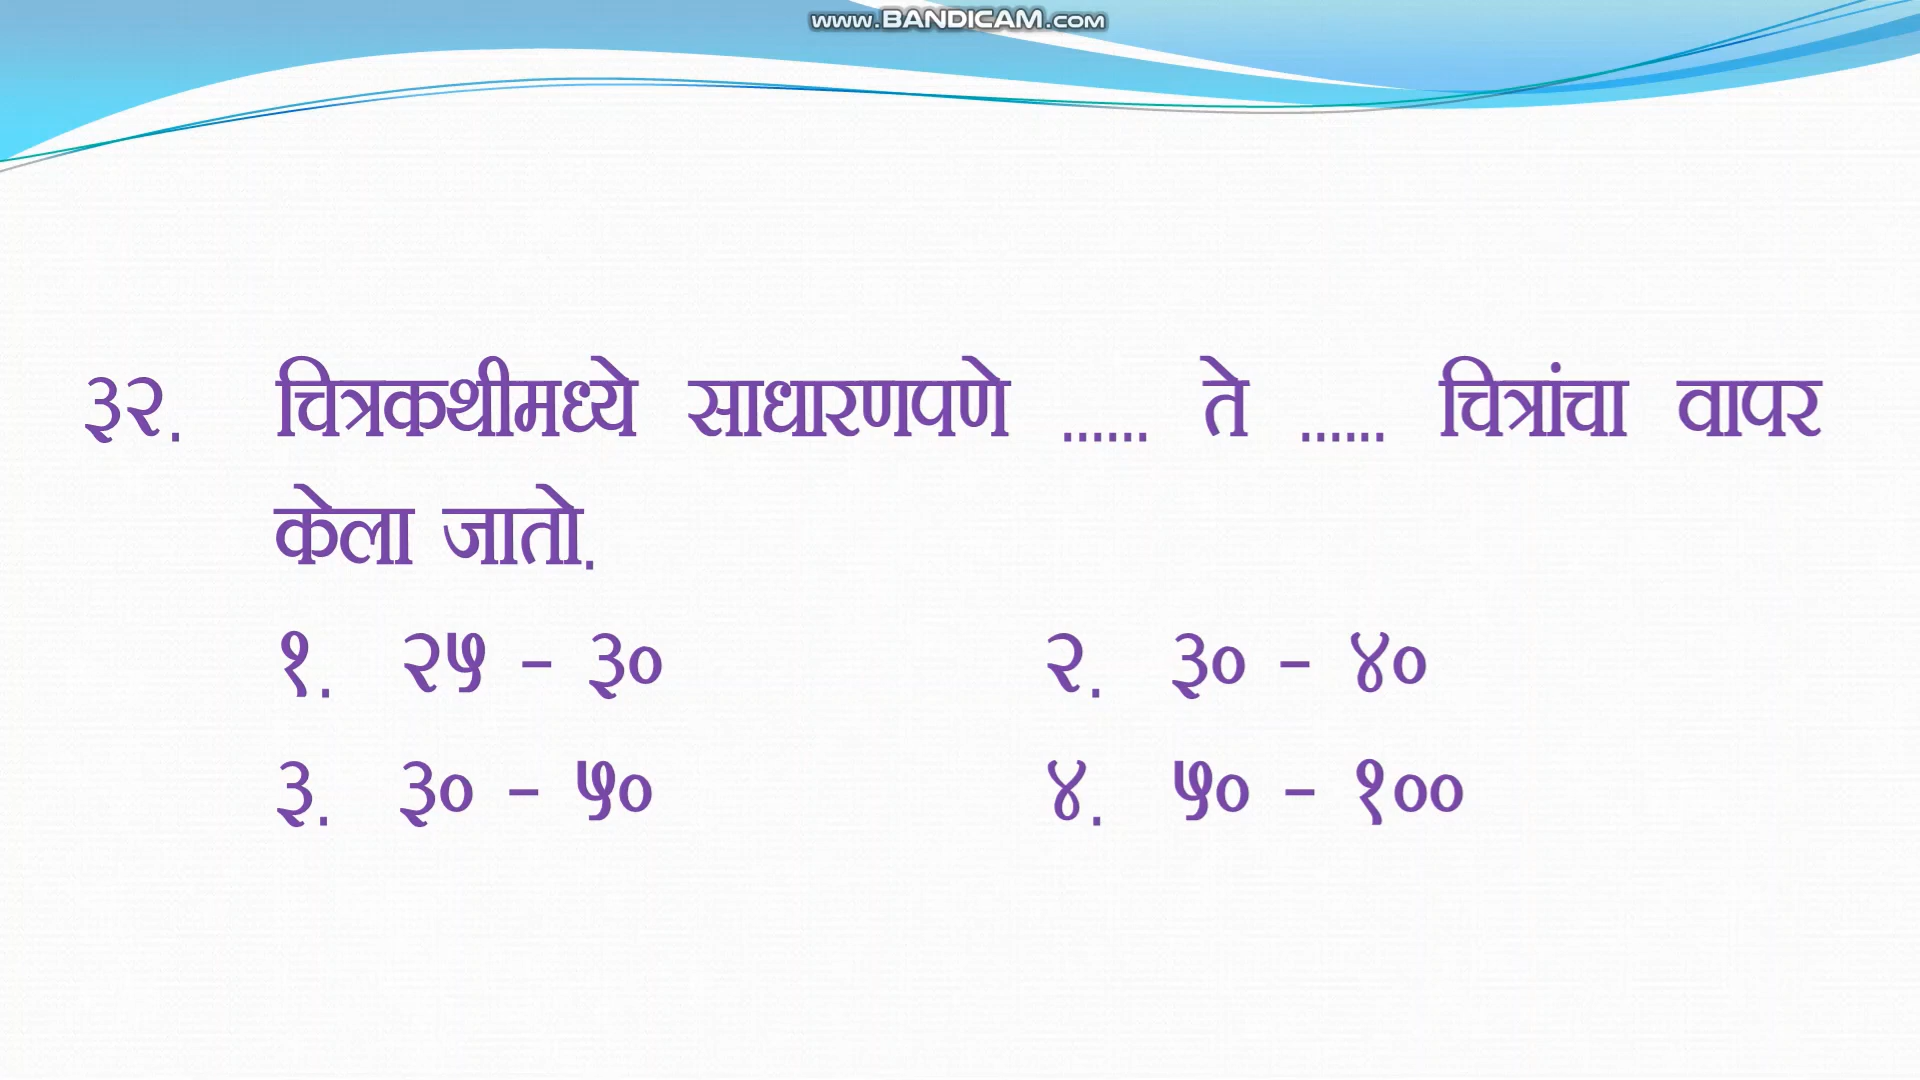 www.BANDICAM.com
३२. चित्रकथीमध्ये साधारणपणे ...... ते ...... चित्रांचा वापर
केला जातो.
१. २५ - ३० २. ३० - ४०
३. ३० - ५० ४. ५० - १००